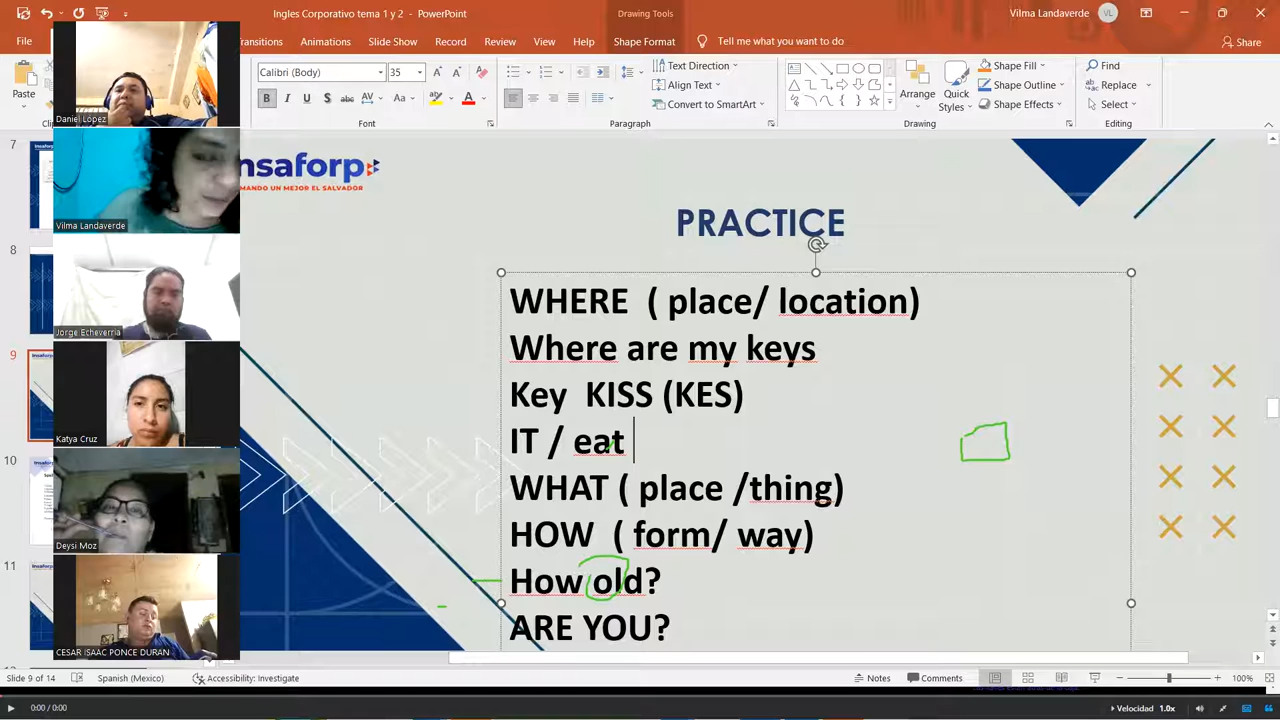 Ingles Corporativo tema 1 y 2 - PowerPoint
Drawing Tools
Vilma Landaverde
VL
File
Transitions
Animations
Slide Show
Record
Review
View
Help
Shape Format
Tell me what you want to do
Share
Paste
Calibri (Body)
35
Text Direction
Align Text
Convert to SmartArt
Arrange
Quick
Styles
Shape Fill
Shape Outline
Shape Effects
Find
Replace
Select
Font
Paragraph
Drawing
Editing
Daniel López
Vilma Landaverde
Jorge Echeverria
Katya Cruz
Deysi Moz
CESAR ISAAC PONCE DURAN
7
8
9
10
11
nsaforp
MANDO UN MEJOR EL SALVADOR
PRACTICE
WHERE ( place/ location)
Where are my keys
Key KISS (KES)
IT / eat
WHAT ( place /thing)
HOW ( form/ way)
How old?
ARE YOU?
Slide 9 of 14
Spanish (Mexico)
Accessibility: Investigate
Notes
Comments
100%
0:00 / 0:00
Velocidad 1.0x